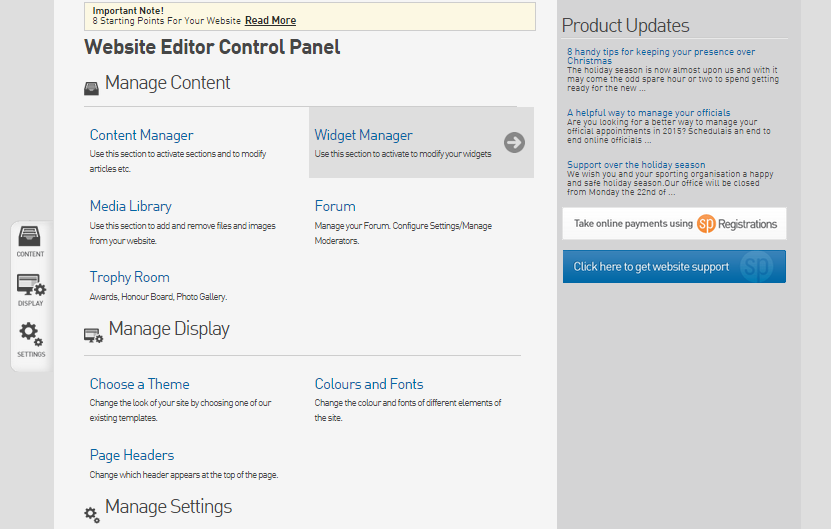 Important Note!
8 Starting Points For Your Website Read More
Website Editor Control Panel
Manage Content
Content Manager
Use this section to activate sections and to modify
articles etc.
Widget Manager
Use this section to activate to modify your widgets
Media Library
Use this section to add and remove files and images
from your website.
Forum
Manage your Forum. Configure Settings/Manage
Moderators.
Trophy Room
Awards, Honour Board, Photo Gallery.
Manage Display
Choose a Theme
Change the look of your site by choosing one of our
existing templates.
Colours and Fonts
Change the colour and fonts of different elements of
the site.
Page Headers
Change which header appears at the top of the page.
Manage Settings
CONTENT
DISPLAY
SETTINGS
Product Updates
8 handy tips for keeping your presence over
Christmas
The holiday season is now almost upon us and with it
may come the odd spare hour or two to spend getting
ready for the new ...
A helpful way to manage your officials
Are you looking for a better way to manage your
official appointments in 2015? Schedulais an end to
end online officials ...
Support over the holiday season
We wish you and your sporting organisation a happy
and safe holiday season.Our office will be closed
from Monday the 22nd of ...
Take online payments using sp Registrations
Click here to get website support sp